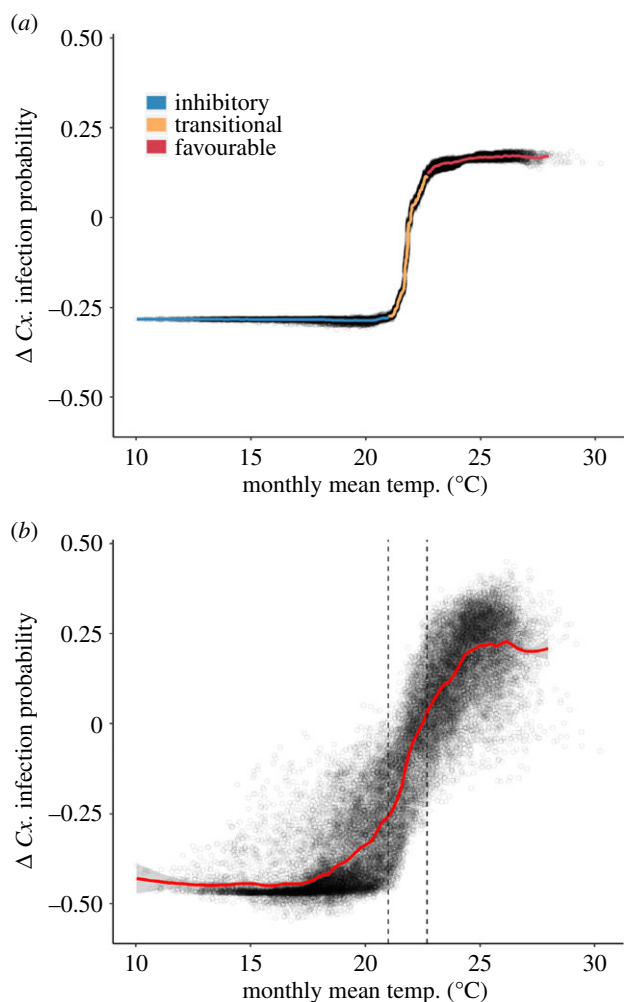 (a)
0.50
0.25
0
–0.25
–0.50
Δ Cx. infection probability
inhibitory
transitional
favourable
10 15 20 25 30
monthly mean temp. (°C)
(b)
0.50
0.25
0
–0.25
–0.50
Δ Cx. infection probability
10 15 20 25 30
monthly mean temp. (°C)